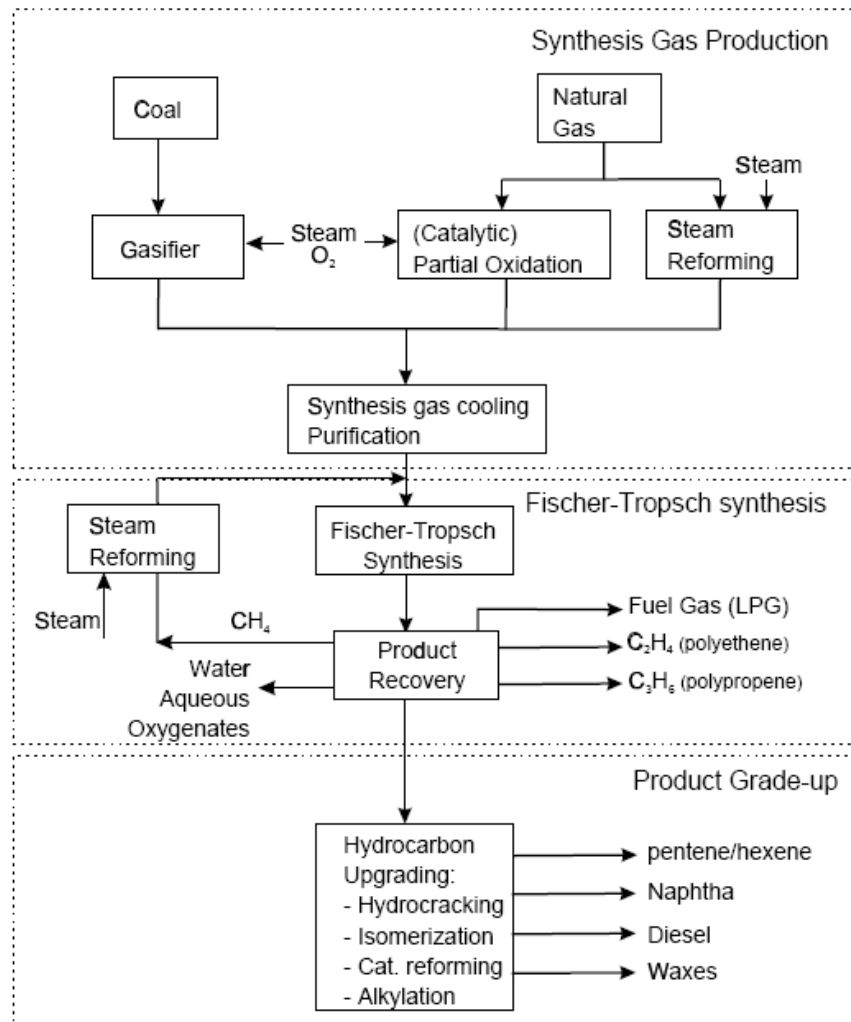 Synthesis Gas Production
Coal
Natural
Gas
Steam
Gasifier
Steam
O₂
(Catalytic)
Partial Oxidation
Steam
Reforming
Synthesis gas cooling
Purification
Fischer-Tropsch synthesis
Steam
Reforming
Fischer-Tropsch
Synthesis
Steam
CH₄
Water
Aqueous
Oxygenates
Product
Recovery
Fuel Gas (LPG)
C₂H₄ (polyethene)
C₃H₆ (polypropene)
Product Grade-up
Hydrocarbon
Upgrading:
- Hydrocracking
- Isomerization
- Cat. reforming
- Alkylation
pentene/hexene
Naphtha
Diesel
Waxes